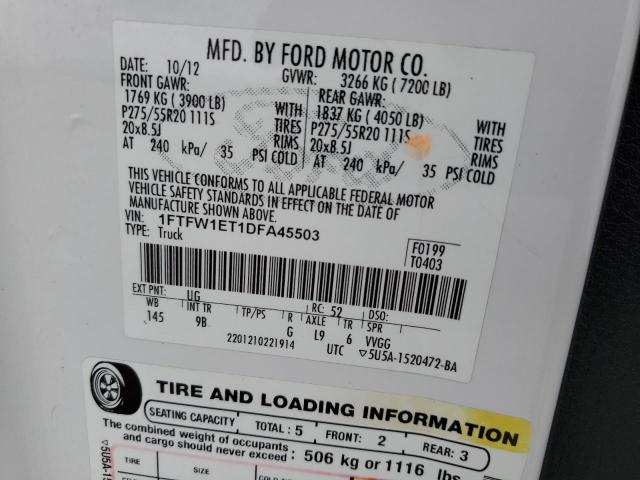 MFD. BY FORD MOTOR CO.
DATE: 10/12 GVWR: 3266 KG ( 7200 LB)
FRONT GAWR: REAR GAWR:
1769 KG ( 3900 LB) WITH 1837 KG ( 4050 LB) WITH
P275/55R20 111S TIRES P275/55R20 111S TIRES
20x8.5J RIMS 20x8.5J RIMS
AT 240 kPa/ 35 PSI COLD AT 240 kPa/ 35 PSI COLD
THIS VEHICLE CONFORMS TO ALL APPLICABLE FEDERAL MOTOR
VEHICLE SAFETY STANDARDS IN EFFECT ON THE DATE OF
MANUFACTURE SHOWN ABOVE.
VIN: 1FTFW1ET1DFA45503
TYPE: Truck
F0199
T0403
EXT PNT: UG RC: 52 DSO:
WB INT TR TP/PS R AXLE TR SPR
145 9B G L9 6 VVGG
2201210221914 UTC ▽5U5A-1520472-BA
TIRE AND LOADING INFORMATION
SEATING CAPACITY TOTAL : 5 FRONT: 2 REAR: 3
The combined weight of occupants
and cargo should never exceed : 506 kg or 1116 lbs
TIRE SIZE